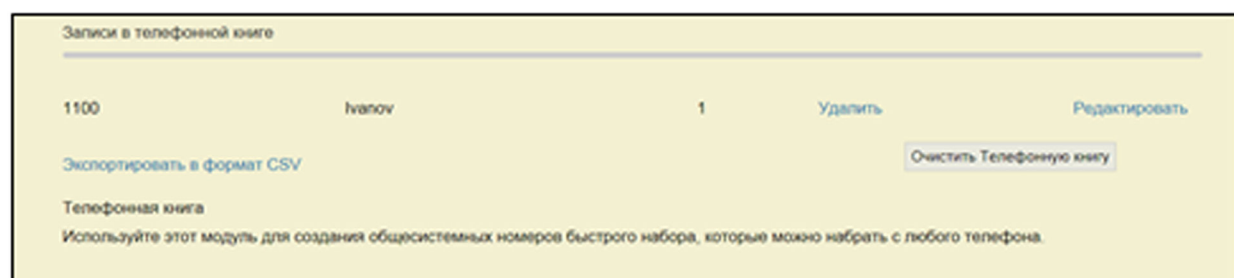 Записи в телефонной книге
1100 Ivanov 1 Удалить Редактировать
Экспортировать в формат CSV
Очистить Телефонную книгу
Телефонная книга
Используйте этот модуль для создания общесистемных номеров быстрого набора, которые можно набрать с любого телефона.